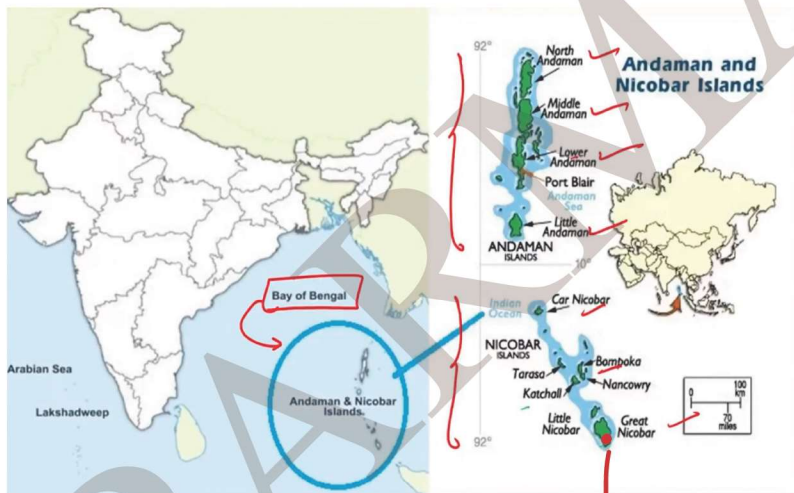 Bay of Bengal
Arabian Sea
Lakshadweep
Andaman & Nicobar
Islands.
Andaman and
Nicobar Islands
92°
North
Andaman
Middle
Andaman
Lower
Andaman
Port Blair
Andaman
Sea
Little
Andaman
ANDAMAN
ISLANDS
10°
Indian
Ocean
Car Nicobar
NICOBAR
ISLANDS
Bompoka
Tarasa
Nancowry
Katchall
Little
Nicobar
Great
Nicobar
92°
0
100
km
70
miles